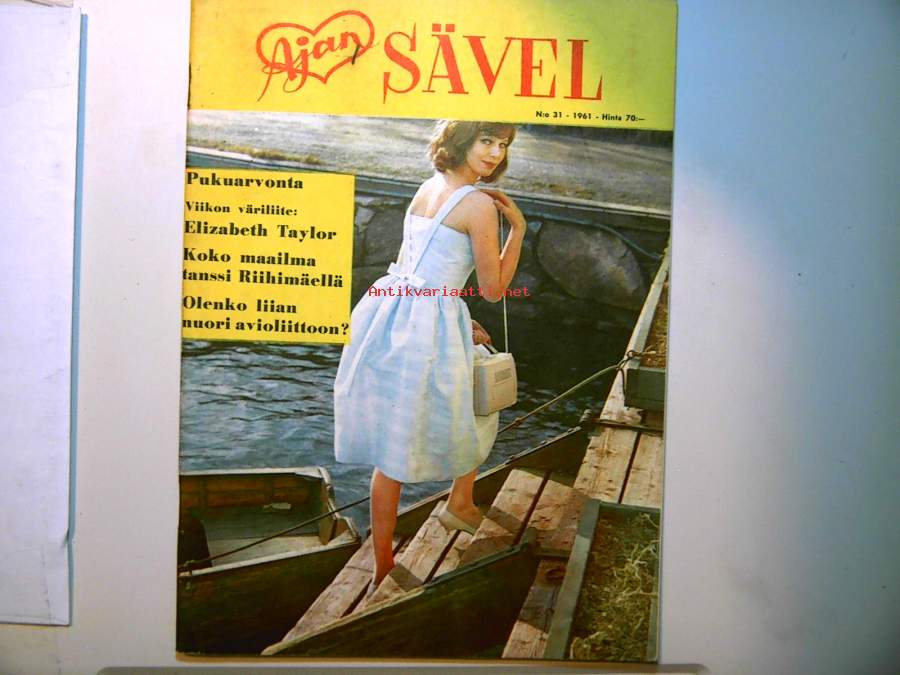 Ajan SÄVEL
N:o 31 - 1961 - Hinta 70:—
Pukuarvonta
Viikon väriliite:
Elizabeth Taylor
Koko maailma
tanssi Riihimäellä
Olenko liian
nuori avioliittoon?
Antikvariaatti.net